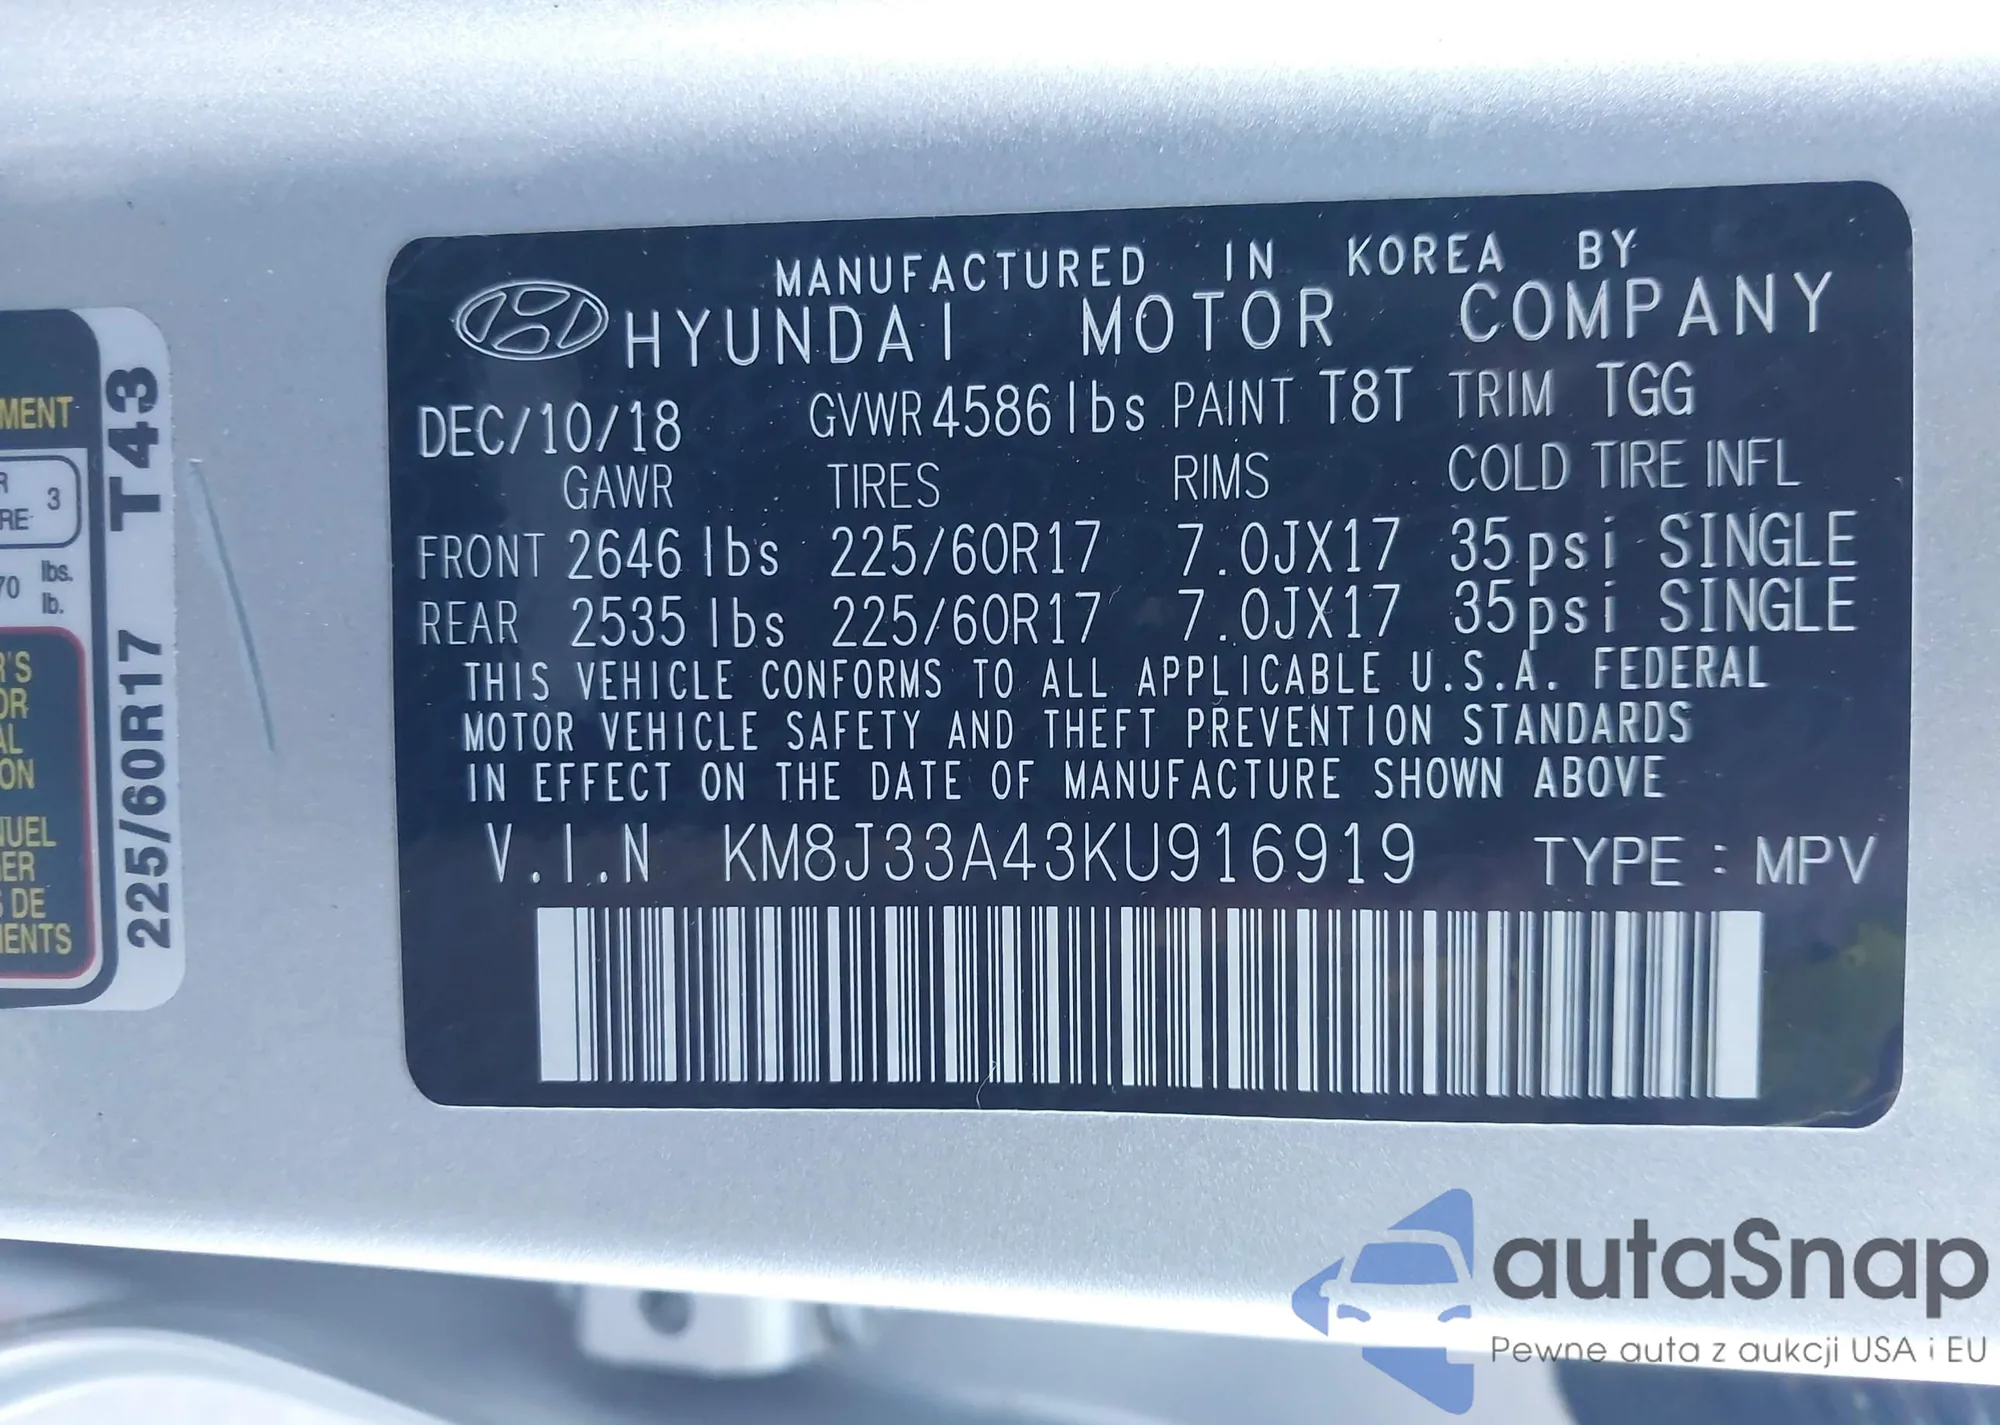 MANUFACTURED IN KOREA BY
HYUNDAI MOTOR COMPANY
DEC/10/18 GVWR 4586 lbs PAINT T8T TRIM TGG
GAWR TIRES RIMS COLD TIRE INFL
FRONT 2646 lbs 225/60R17 7.0JX17 35psi SINGLE
REAR 2535 lbs 225/60R17 7.0JX17 35psi SINGLE
THIS VEHICLE CONFORMS TO ALL APPLICABLE U.S.A. FEDERAL
MOTOR VEHICLE SAFETY AND THEFT PREVENTION STANDARDS
IN EFFECT ON THE DATE OF MANUFACTURE SHOWN ABOVE
V.I.N KM8J33A43KU916919 TYPE : MPV
225/60R17 T43
3
lbs.
lb.
DE
autaSnap
Pewne auta z aukcji USA i EU